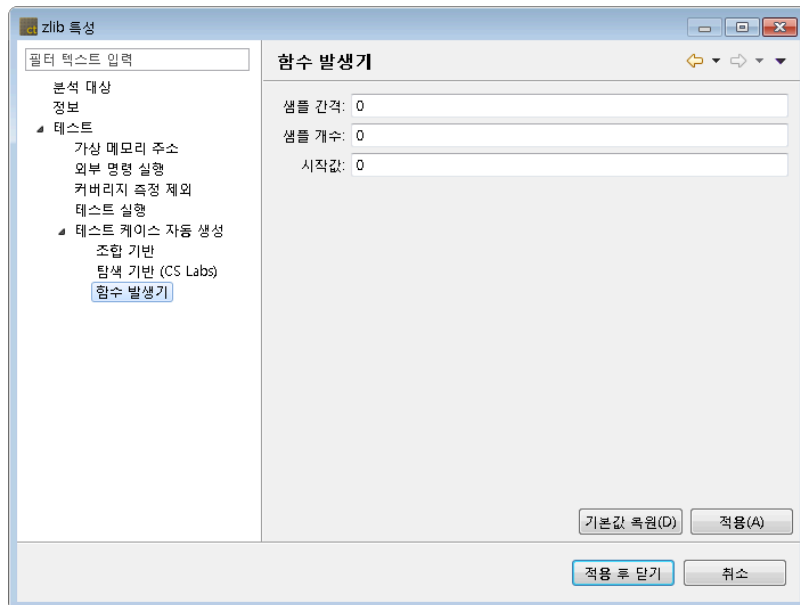 ct zlib 특성
필터 텍스트 입력
분석 대상
정보
테스트
가상 메모리 주소
외부 명령 실행
커버리지 측정 제외
테스트 실행
테스트 케이스 자동 생성
조합 기반
탐색 기반 (CS Labs)
함수 발생기
함수 발생기
샘플 간격: 0
샘플 개수: 0
시작값: 0
기본값 복원(D) 적용(A)
적용 후 닫기 취소